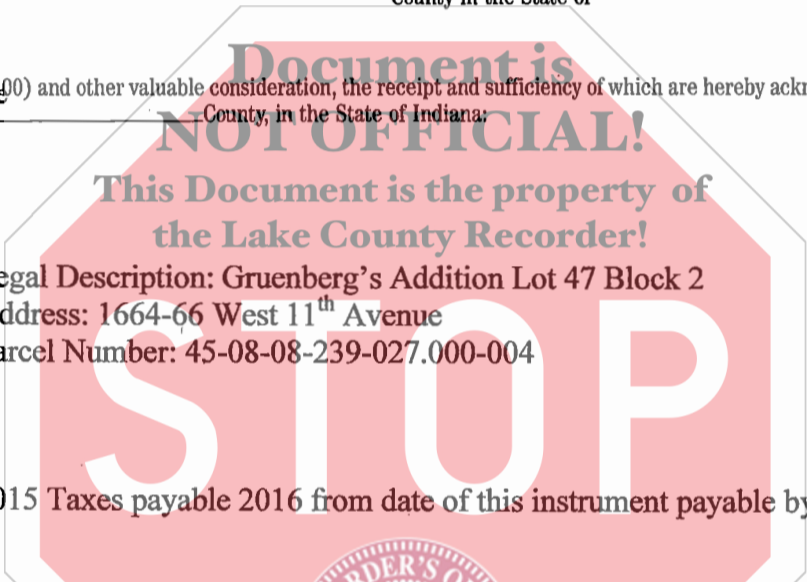 County in the State of
Document is
00) and other valuable consideration, the receipt and sufficiency of which are hereby ackn
County, in the State of Indiana:
NOT OFFICIAL!
This Document is the property of
the Lake County Recorder!
egal Description: Gruenberg's Addition Lot 47 Block 2
ddress: 1664-66 West 11th Avenue
arcel Number: 45-08-08-239-027.000-004
STOP
015 Taxes payable 2016 from date of this instrument payable by
RDER'S O